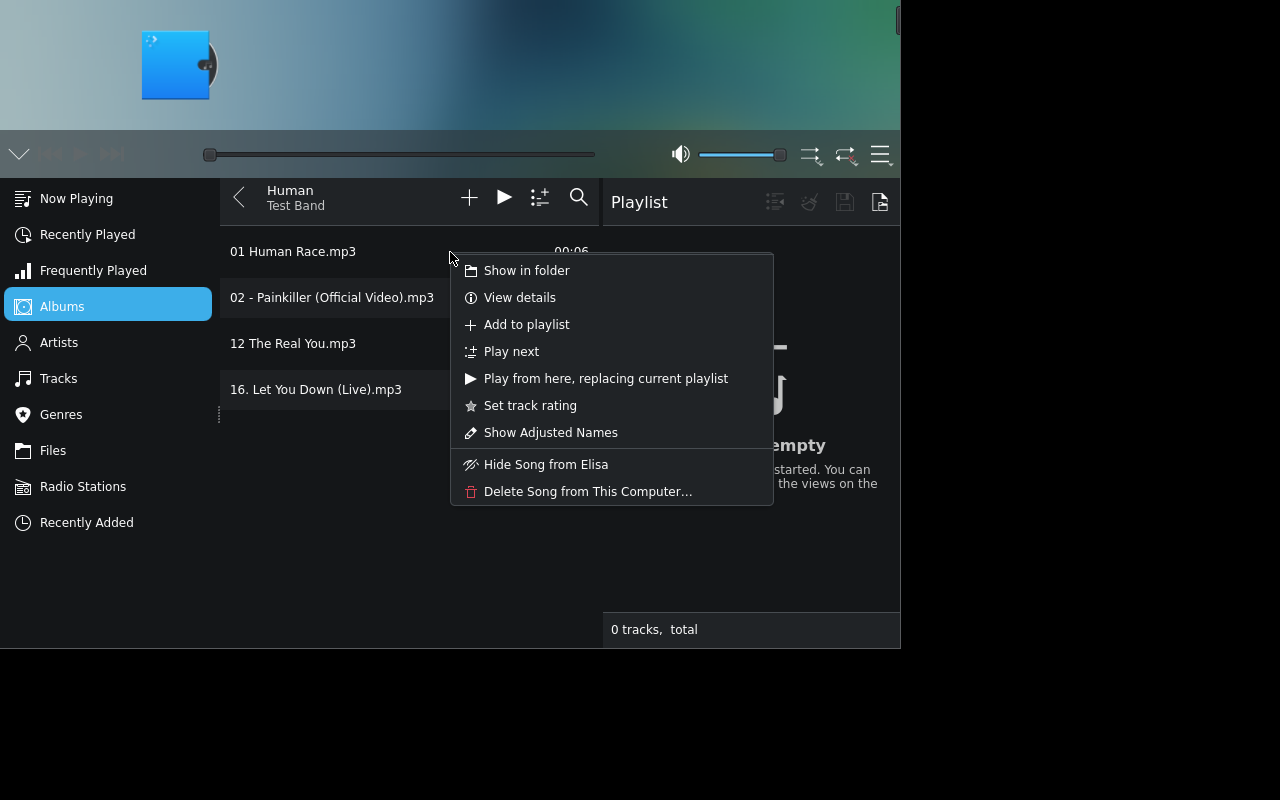 Now Playing
Recently Played
Frequently Played
Albums
Artists
Tracks
Genres
Files
Radio Stations
Recently Added
Human
Test Band
01 Human Race.mp3
00:06
02 - Painkiller (Official Video).mp3
12 The Real You.mp3
16. Let You Down (Live).mp3
Show in folder
View details
Add to playlist
Play next
Play from here, replacing current playlist
Set track rating
Show Adjusted Names
Hide Song from Elisa
Delete Song from This Computer...
Playlist
empty
started. You can
the views on the
0 tracks,  total